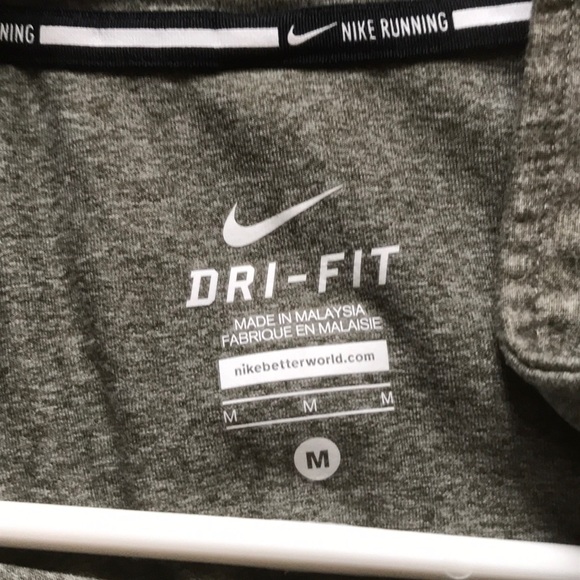 NING NIKE RUNNING
DRI-FIT
MADE IN MALAYSIA
FABRIQUE EN MALAISIE
nikebetterworld.com
M M M
M